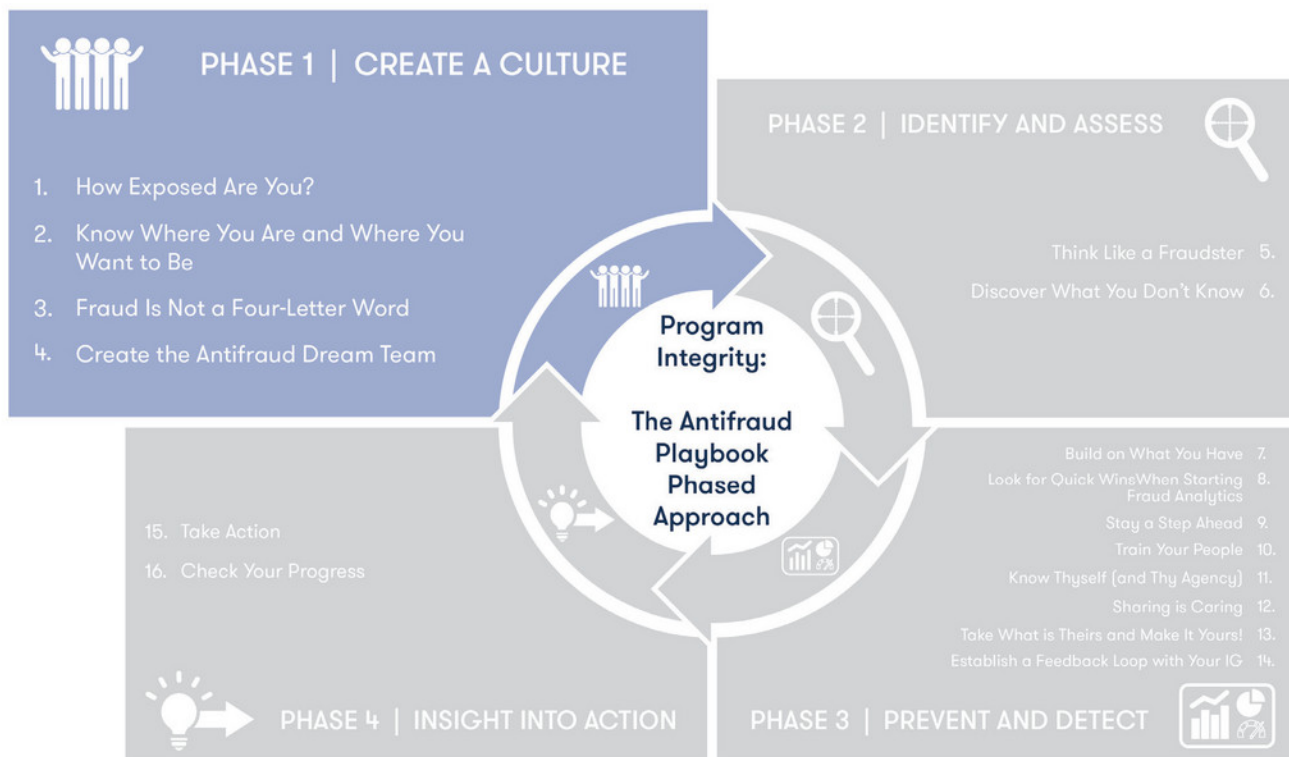 PHASE 1 | CREATE A CULTURE
1. How Exposed Are You?
2. Know Where You Are and Where You
Want to Be
3. Fraud Is Not a Four-Letter Word
4. Create the Antifraud Dream Team
PHASE 2 | IDENTIFY AND ASSESS
Think Like a Fraudster 5.
Discover What You Don't Know 6.
Program
Integrity:
The Antifraud
Playbook
Phased
Approach
Build on What You Have 7.
Look for Quick WinsWhen Starting 8.
Fraud Analytics
Stay a Step Ahead 9.
Train Your People 10.
Know Thyself (and Thy Agency) 11.
Sharing is Caring 12.
Take What is Theirs and Make It Yours! 13.
Establish a Feedback Loop with Your IG 14.
PHASE 3 | PREVENT AND DETECT
15. Take Action
16. Check Your Progress
PHASE 4 | INSIGHT INTO ACTION